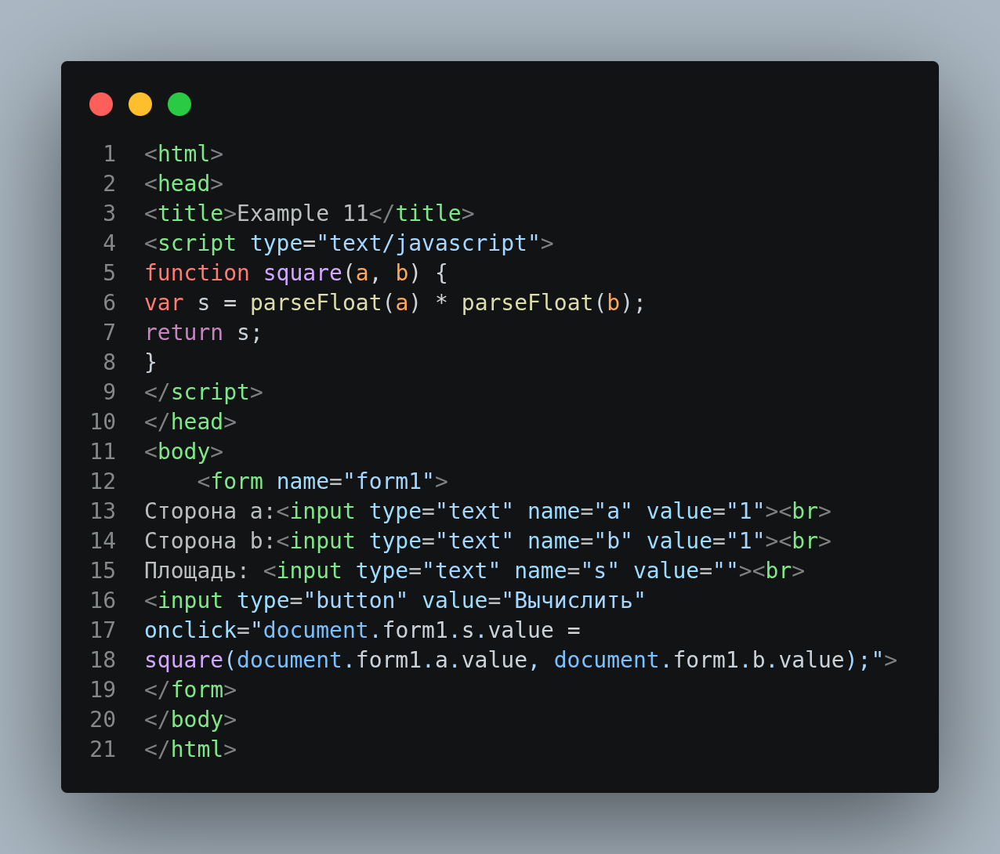 1 <html>
2 <head>
3 <title>Example 11</title>
4 <script type="text/javascript">
5 function square(a, b) {
6 var s = parseFloat(a) * parseFloat(b);
7 return s;
8 }
9 </script>
10 </head>
11 <body>
12     <form name="form1">
13 Сторона a:<input type="text" name="a" value="1"><br>
14 Сторона b:<input type="text" name="b" value="1"><br>
15 Площадь: <input type="text" name="s" value=""><br>
16 <input type="button" value="Вычислить"
17 onclick="document.form1.s.value =
18 square(document.form1.a.value, document.form1.b.value);">
19 </form>
20 </body>
21 </html>